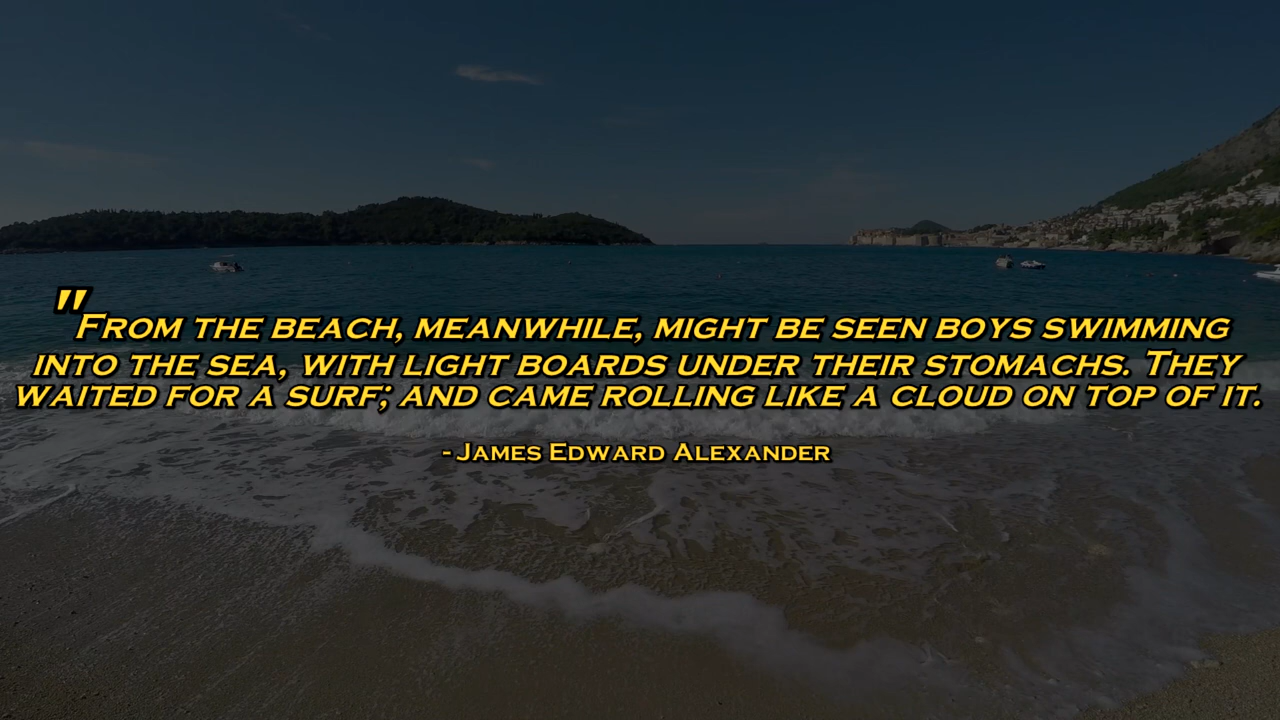 "From the beach, meanwhile, might be seen boys swimming
into the sea, with light boards under their stomachs. They
waited for a surf; and came rolling like a cloud on top of it.
- James Edward Alexander